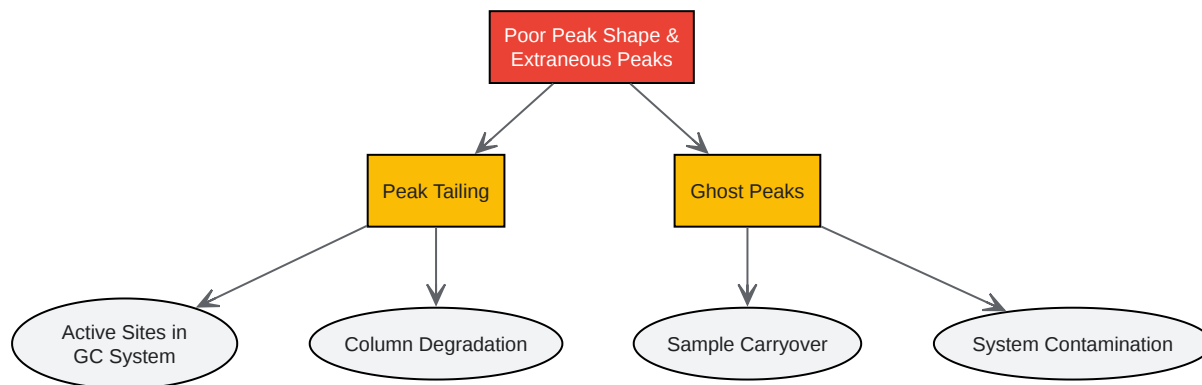 Poor Peak Shape &
Extraneous Peaks
Peak Tailing
Ghost Peaks
Active Sites in
GC System
Column Degradation
Sample Carryover
System Contamination